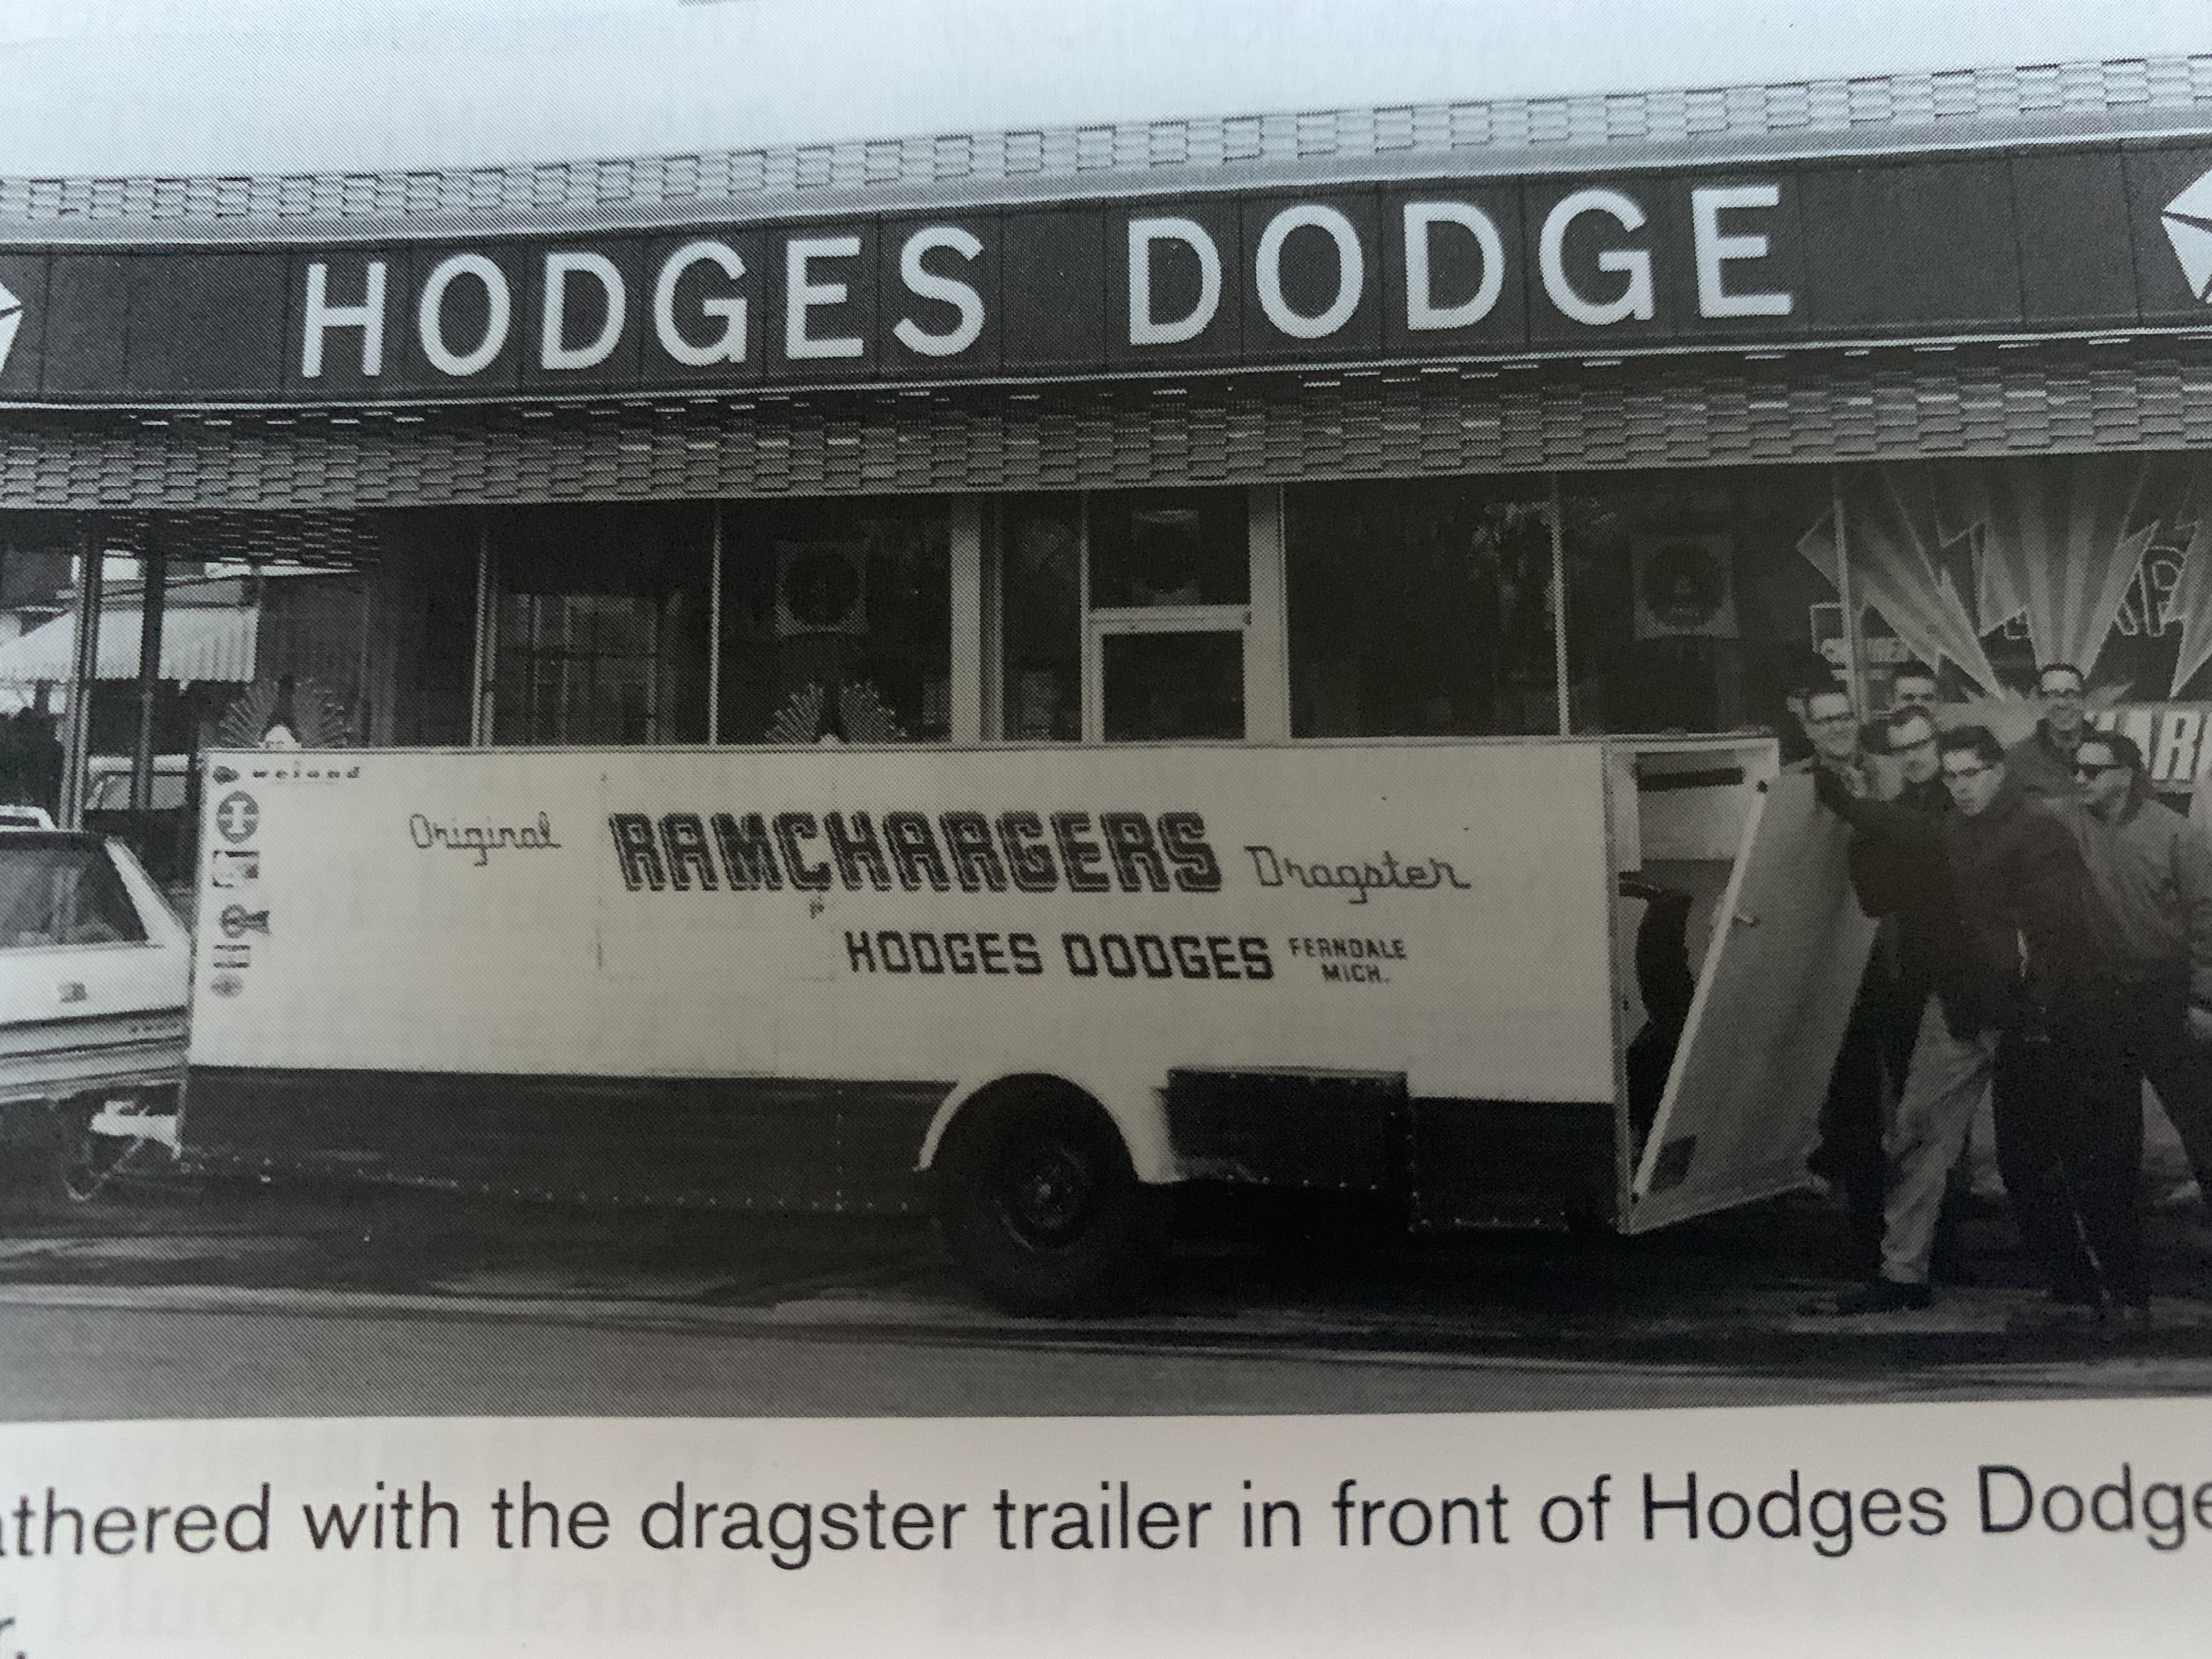 HODGES DODGE
weiand
Original RAMCHARGERS Dragster
HODGES DODGES FERNDALE
MICH.
athered with the dragster trailer in front of Hodges Dodge
r.